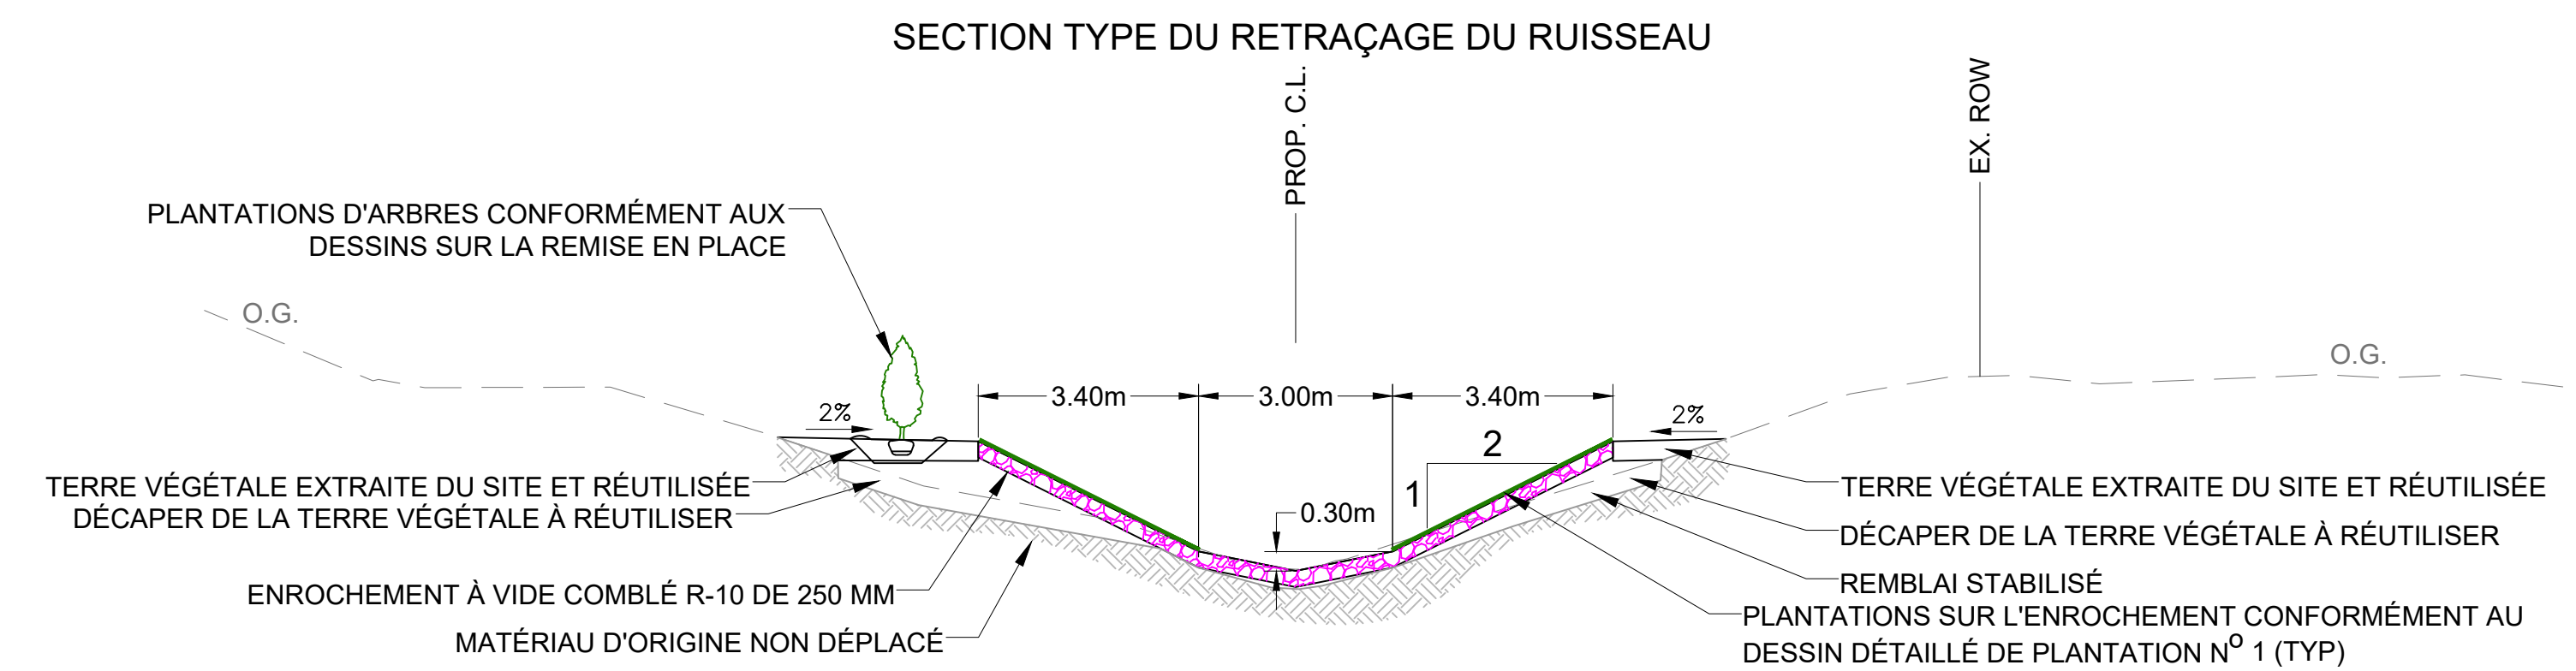 SECTION TYPE DU RETRAÇAGE DU RUISSEAU
PROP. C.L.
EX. ROW
PLANTATIONS D'ARBRES CONFORMÉMENT AUX
DESSINS SUR LA REMISE EN PLACE
O.G.
O.G.
3.40m
3.00m
3.40m
2%
2%
2
1
0.30m
TERRE VÉGÉTALE EXTRAITE DU SITE ET RÉUTILISÉE
DÉCAPER DE LA TERRE VÉGÉTALE À RÉUTILISER
ENROCHEMENT À VIDE COMBLÉ R-10 DE 250 MM
MATÉRIAU D'ORIGINE NON DÉPLACÉ
TERRE VÉGÉTALE EXTRAITE DU SITE ET RÉUTILISÉE
DÉCAPER DE LA TERRE VÉGÉTALE À RÉUTILISER
REMBLAI STABILISÉ
PLANTATIONS SUR L'ENROCHEMENT CONFORMÉMENT AU
DESSIN DÉTAILLÉ DE PLANTATION Nº 1 (TYP)